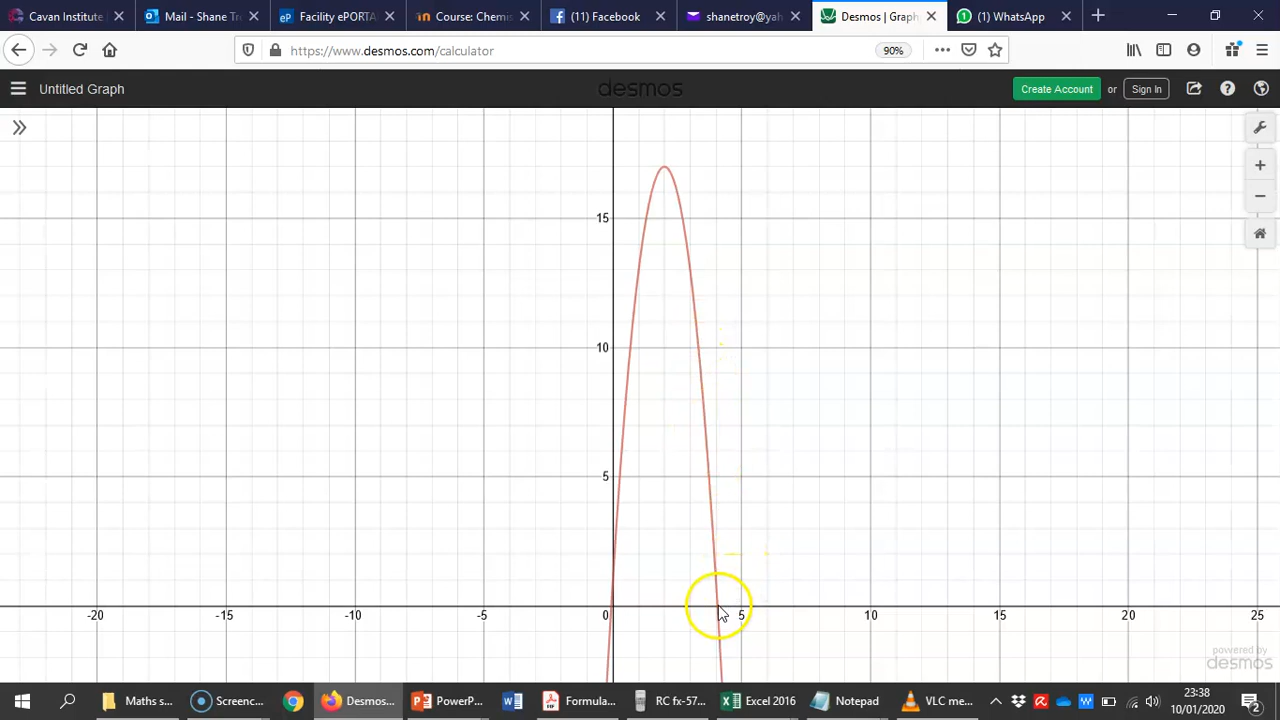 Cavan Institute
Mail - Shane Tr
Facility ePORTA
Course: Chemis
(11) Facebook
shanetroy@yah
Desmos | Graph
(1) WhatsApp
https://www.desmos.com/calculator
90%
Untitled Graph
desmos
Create Account
or
Sign In
15
10
5
-20 -15 -10 -5 0 5 10 15 20 25
powered by
desmos
Maths s...
Screenc...
Desmos...
PowerP...
Formula...
RC fx-57...
Excel 2016
Notepad
VLC me...
23:38
10/01/2020
2